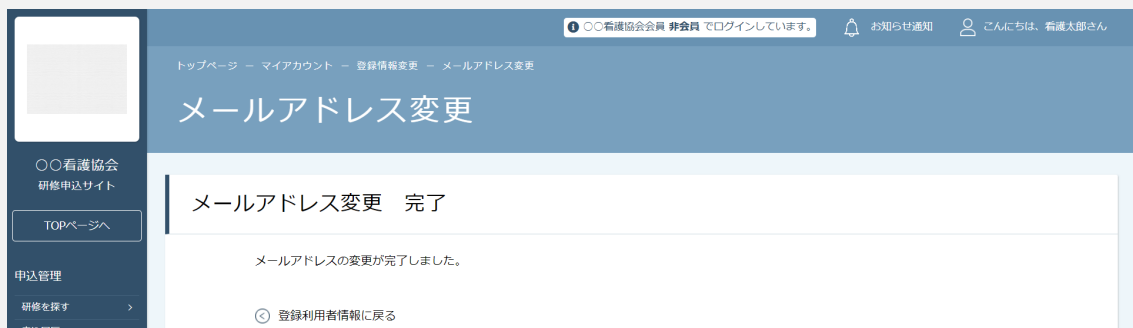 ○○看護協会会員 非会員 でログインしています。
お知らせ通知
こんにちは、看護太郎さん
トップページ － マイアカウント － 登録情報変更 － メールアドレス変更
メールアドレス変更
○○看護協会
研修申込サイト
TOPページへ
申込管理
研修を探す
メールアドレス変更　完了
メールアドレスの変更が完了しました。
登録利用者情報に戻る